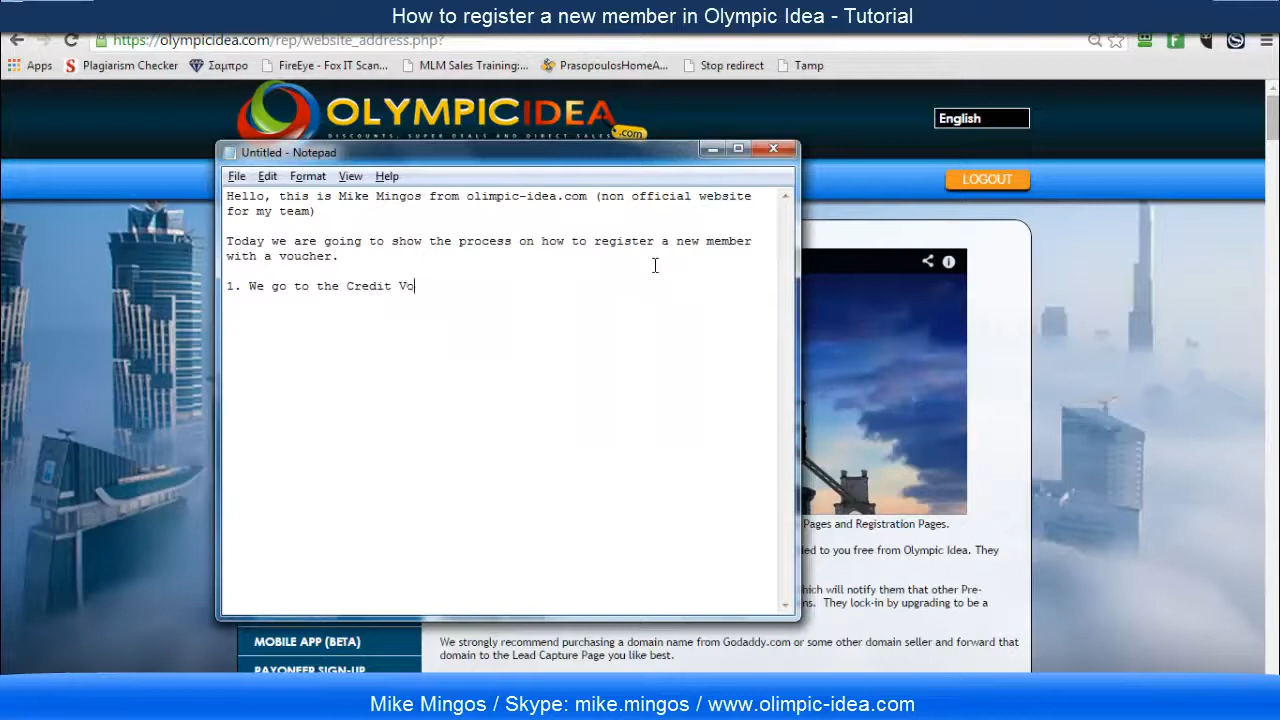 How to register a new member in Olympic Idea - Tutorial
https://olympicidea.com/rep/website_address.php?
Apps
Plagiarism Checker
Σαμπρο
FireEye - Fox IT Scan...
MLM Sales Training:...
PrasopoulosHomeA...
Stop redirect
Tamp
OLYMPICIDEA
.com
DISCOUNTS, SUPER DEALS AND DIRECT SALES
English
LOGOUT
Untitled - Notepad
File Edit Format View Help
Hello, this is Mike Mingos from olimpic-idea.com (non official website
for my team)
Today we are going to show the process on how to register a new member
with a voucher.
1. We go to the Credit Vo
Pages and Registration Pages.
ded to you free from Olympic Idea. They
which will notify them that other Pre-
ns. They lock-in by upgrading to be a
MOBILE APP (BETA)
PAYONEER SIGN-UP
We strongly recommend purchasing a domain name from Godaddy.com or some other domain seller and forward that
domain to the Lead Capture Page you like best.
Mike Mingos / Skype: mike.mingos / www.olimpic-idea.com